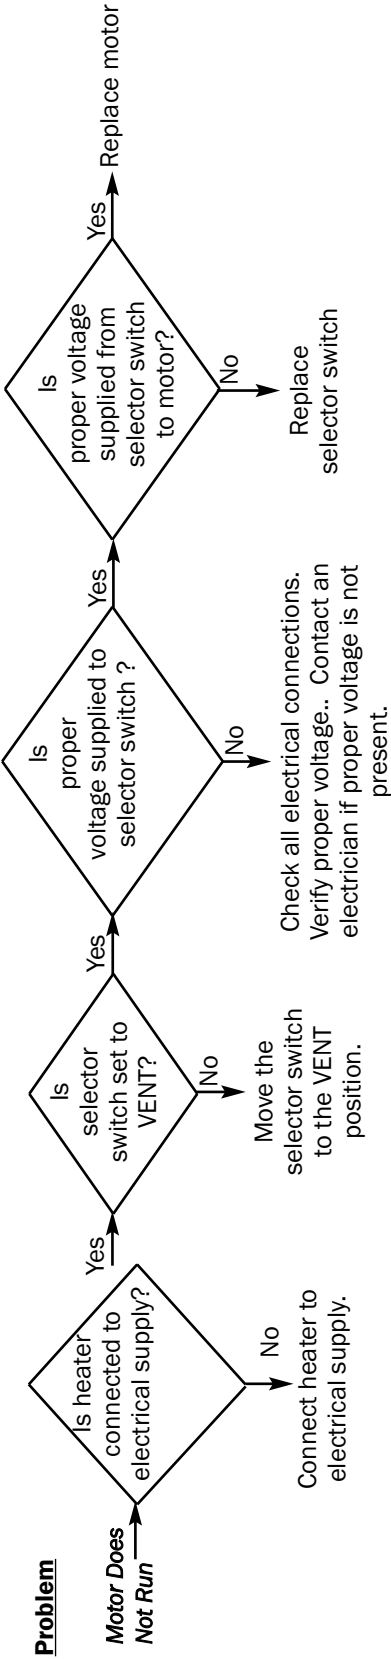 Problem
Motor Does
Not Run
Is heater
connected to
electrical supply?
No
Connect heater to
electrical supply.
Yes
Is
selector
switch set to
VENT?
No
Move the
selector switch
to the VENT
position.
Yes
Is
proper
voltage supplied to
selector switch ?
No
Check all electrical connections.
Verify proper voltage.. Contact an
electrician if proper voltage is not
present.
Yes
Is
proper voltage
supplied from
selector switch
to motor?
No
Replace
selector switch
Yes
Replace motor